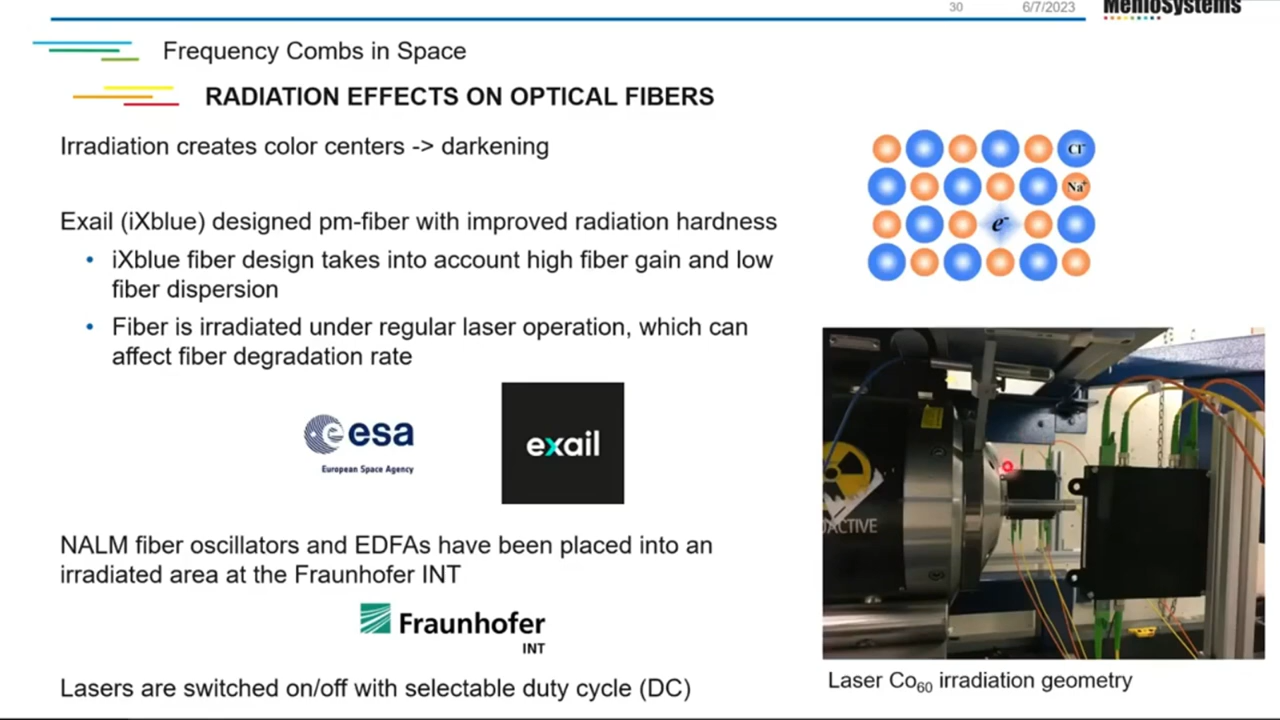 30 6/7/2023 MenloSystems
Frequency Combs in Space
RADIATION EFFECTS ON OPTICAL FIBERS
Irradiation creates color centers -> darkening
Exail (iXblue) designed pm-fiber with improved radiation hardness
• iXblue fiber design takes into account high fiber gain and low
fiber dispersion
• Fiber is irradiated under regular laser operation, which can
affect fiber degradation rate
esa
European Space Agency
exail
NALM fiber oscillators and EDFAs have been placed into an
irradiated area at the Fraunhofer INT
Fraunhofer
INT
Lasers are switched on/off with selectable duty cycle (DC)
Cl⁻
Na⁺
e⁻
OACTIVE
Laser Co₆₀ irradiation geometry